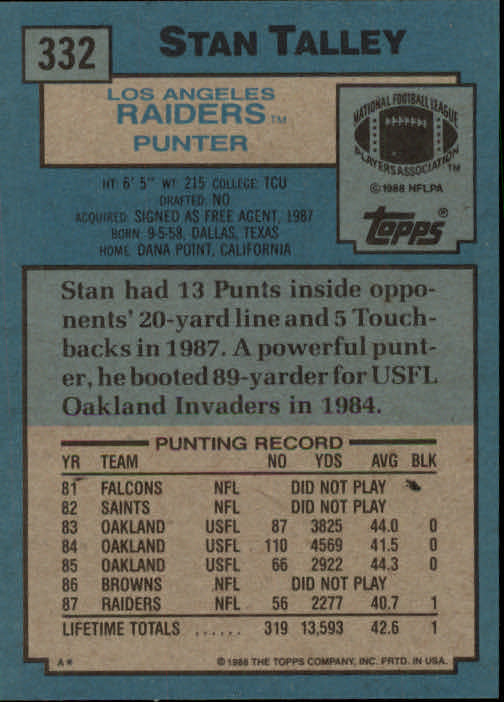 332
STAN TALLEY
LOS ANGELES
RAIDERS TM
PUNTER
NATIONAL FOOTBALL LEAGUE
PLAYERS ASSOCIATION TM
©1988 NFLPA
Topps®
HT: 6' 5" WT: 215 COLLEGE: TCU
DRAFTED: NO
ACQUIRED: SIGNED AS FREE AGENT, 1987
BORN: 9-5-58, DALLAS, TEXAS
HOME: DANA POINT, CALIFORNIA
Stan had 13 Punts inside oppo-
nents' 20-yard line and 5 Touch-
backs in 1987. A powerful punt-
er, he booted 89-yarder for USFL
Oakland Invaders in 1984.
PUNTING RECORD
YR TEAM NO YDS AVG BLK
81 FALCONS NFL DID NOT PLAY
82 SAINTS NFL DID NOT PLAY
83 OAKLAND USFL 87 3825 44.0 0
84 OAKLAND USFL 110 4569 41.5 0
85 OAKLAND USFL 66 2922 44.3 0
86 BROWNS NFL DID NOT PLAY
87 RAIDERS NFL 56 2277 40.7 1
LIFETIME TOTALS ...... 319 13,593 42.6 1
A* ©1988 THE TOPPS COMPANY, INC. PRTD. IN USA.